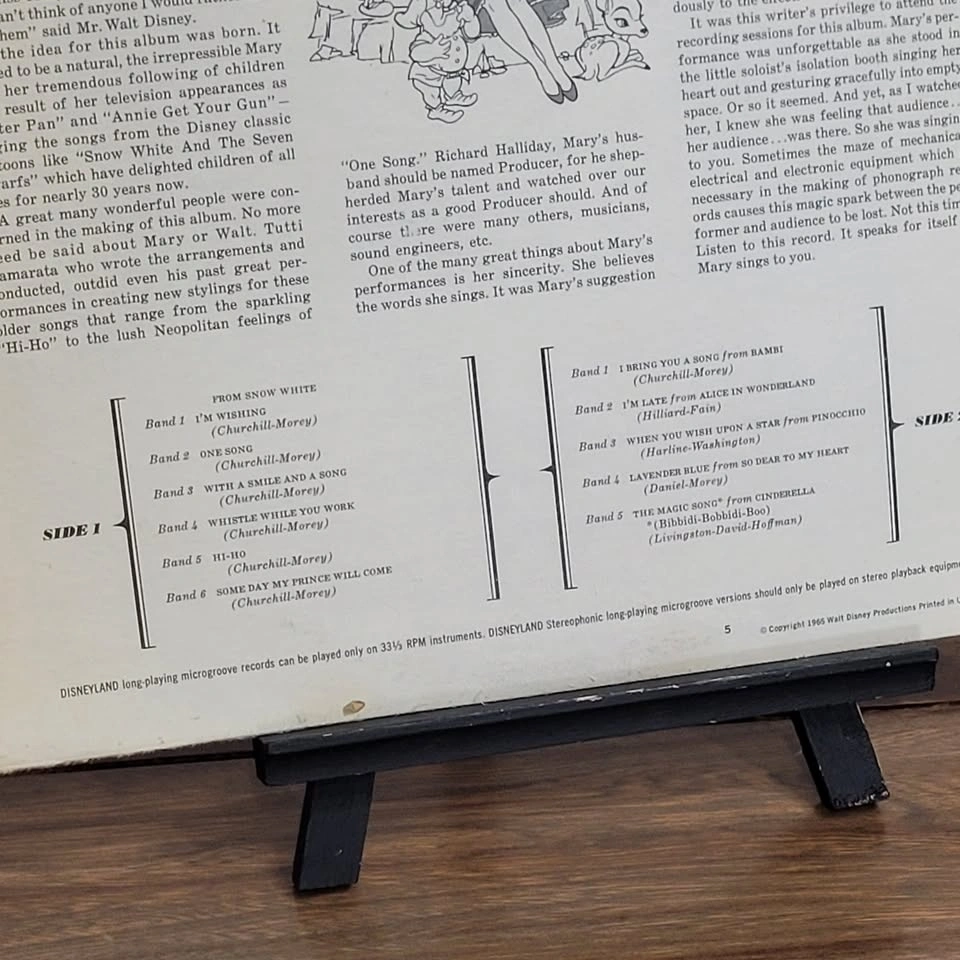 an't think of anyone I would
hem" said Mr. Walt Disney.
the idea for this album was born. It
ed to be a natural, the irrepressible Mary
her tremendous following of children
result of her television appearances as
ter Pan" and "Annie Get Your Gun" —
ging the songs from the Disney classic
toons like "Snow White And The Seven
arfs" which have delighted children of all
es for nearly 30 years now.
A great many wonderful people were con-
rned in the making of this album. No more
eed be said about Mary or Walt. Tutti
amarata who wrote the arrangements and
onducted, outdid even his past great per-
ormances in creating new stylings for these
older songs that range from the sparkling
"Hi-Ho" to the lush Neopolitan feelings of
"One Song." Richard Halliday, Mary's hus-
band should be named Producer, for he shep-
herded Mary's talent and watched over our
interests as a good Producer should. And of
course there were many others, musicians,
sound engineers, etc.
One of the many great things about Mary's
performances is her sincerity. She believes
the words she sings. It was Mary's suggestion
dously to the
It was this writer's privilege to attend the
recording sessions for this album. Mary's per-
formance was unforgettable as she stood in
the little soloist's isolation booth singing her
heart out and gesturing gracefully into empty
space. Or so it seemed. And yet, as I watched
her, I knew she was feeling that audience..
her audience...was there. So she was singin
to you. Sometimes the maze of mechanica
electrical and electronic equipment which
necessary in the making of phonograph re
ords causes this magic spark between the pe
former and audience to be lost. Not this tim
Listen to this record. It speaks for itself
Mary sings to you.
SIDE 1
FROM SNOW WHITE
Band 1 I'M WISHING
(Churchill-Morey)
Band 2 ONE SONG
(Churchill-Morey)
Band 3 WITH A SMILE AND A SONG
(Churchill-Morey)
Band 4 WHISTLE WHILE YOU WORK
(Churchill-Morey)
Band 5 HI-HO
(Churchill-Morey)
Band 6 SOME DAY MY PRINCE WILL COME
(Churchill-Morey)
SIDE 2
Band 1 I BRING YOU A SONG from BAMBI
(Churchill-Morey)
Band 2 I'M LATE from ALICE IN WONDERLAND
(Hilliard-Fain)
Band 3 WHEN YOU WISH UPON A STAR from PINOCCHIO
(Harline-Washington)
Band 4 LAVENDER BLUE from SO DEAR TO MY HEART
(Daniel-Morey)
Band 5 THE MAGIC SONG* from CINDERELLA
*(Bibbidi-Bobbidi-Boo)
(Livingston-David-Hoffman)
DISNEYLAND long-playing microgroove records can be played only on 33⅓ RPM instruments. DISNEYLAND Stereophonic long-playing microgroove versions should only be played on stereo playback equipme
5 © Copyright 1965 Walt Disney Productions Printed in U